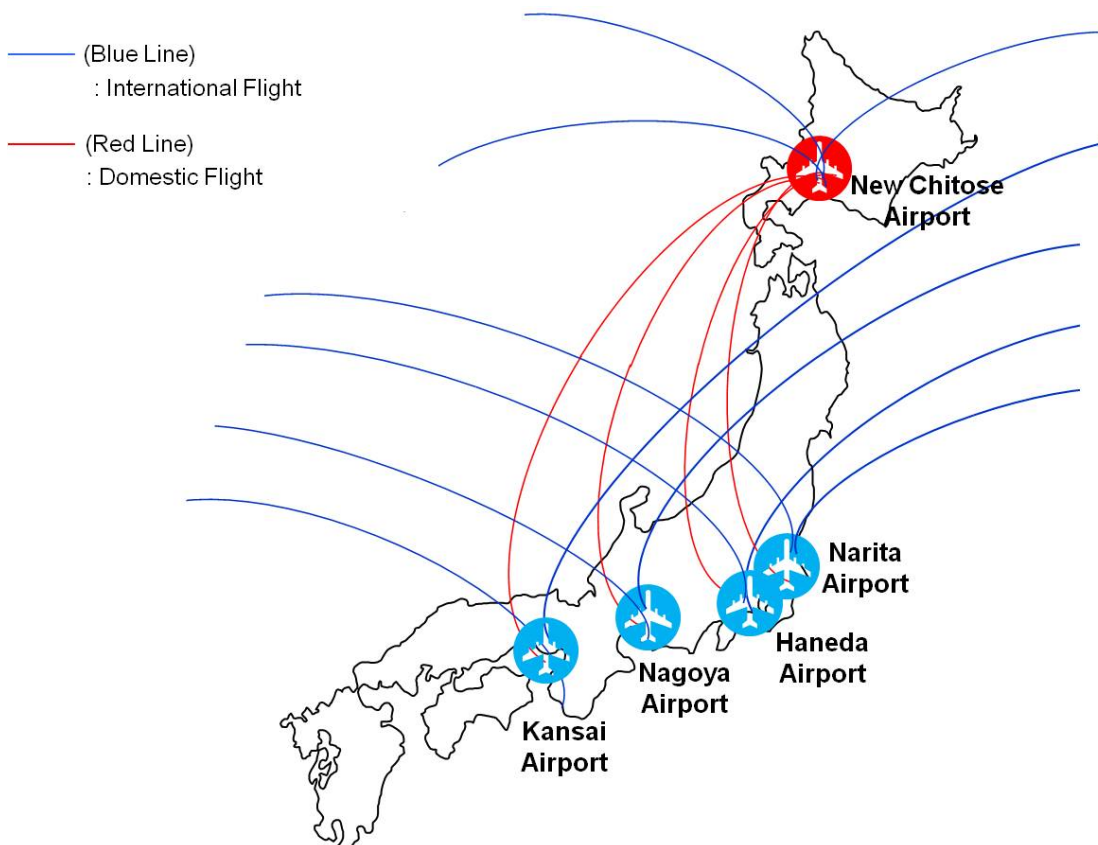 (Blue Line)
: International Flight
(Red Line)
: Domestic Flight
New Chitose
Airport
Narita
Airport
Haneda
Airport
Nagoya
Airport
Kansai
Airport